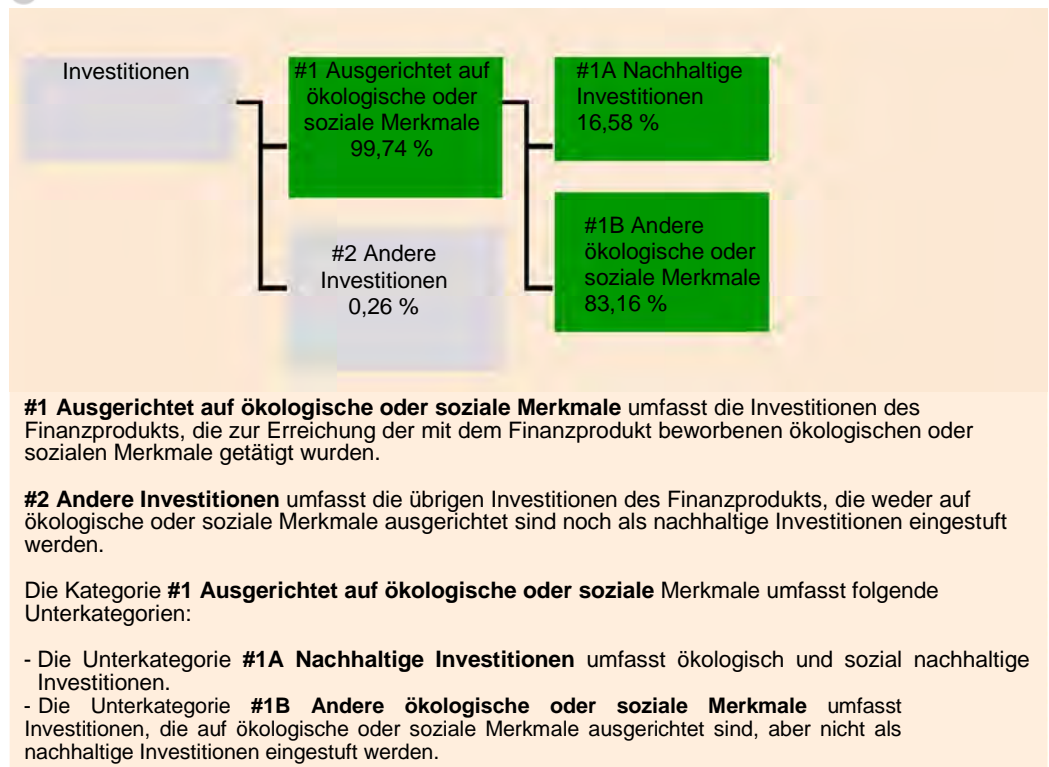 Investitionen
#1 Ausgerichtet auf
ökologische oder
soziale Merkmale
99,74 %
#1A Nachhaltige
Investitionen
16,58 %
#2 Andere
Investitionen
0,26 %
#1B Andere
ökologische oder
soziale Merkmale
83,16 %
#1 Ausgerichtet auf ökologische oder soziale Merkmale umfasst die Investitionen des
Finanzprodukts, die zur Erreichung der mit dem Finanzprodukt beworbenen ökologischen oder
sozialen Merkmale getätigt wurden.
#2 Andere Investitionen umfasst die übrigen Investitionen des Finanzprodukts, die weder auf
ökologische oder soziale Merkmale ausgerichtet sind noch als nachhaltige Investitionen eingestuft
werden.
Die Kategorie #1 Ausgerichtet auf ökologische oder soziale Merkmale umfasst folgende
Unterkategorien:
- Die Unterkategorie #1A Nachhaltige Investitionen umfasst ökologisch und sozial nachhaltige
Investitionen.
- Die Unterkategorie #1B Andere ökologische oder soziale Merkmale umfasst
Investitionen, die auf ökologische oder soziale Merkmale ausgerichtet sind, aber nicht als
nachhaltige Investitionen eingestuft werden.